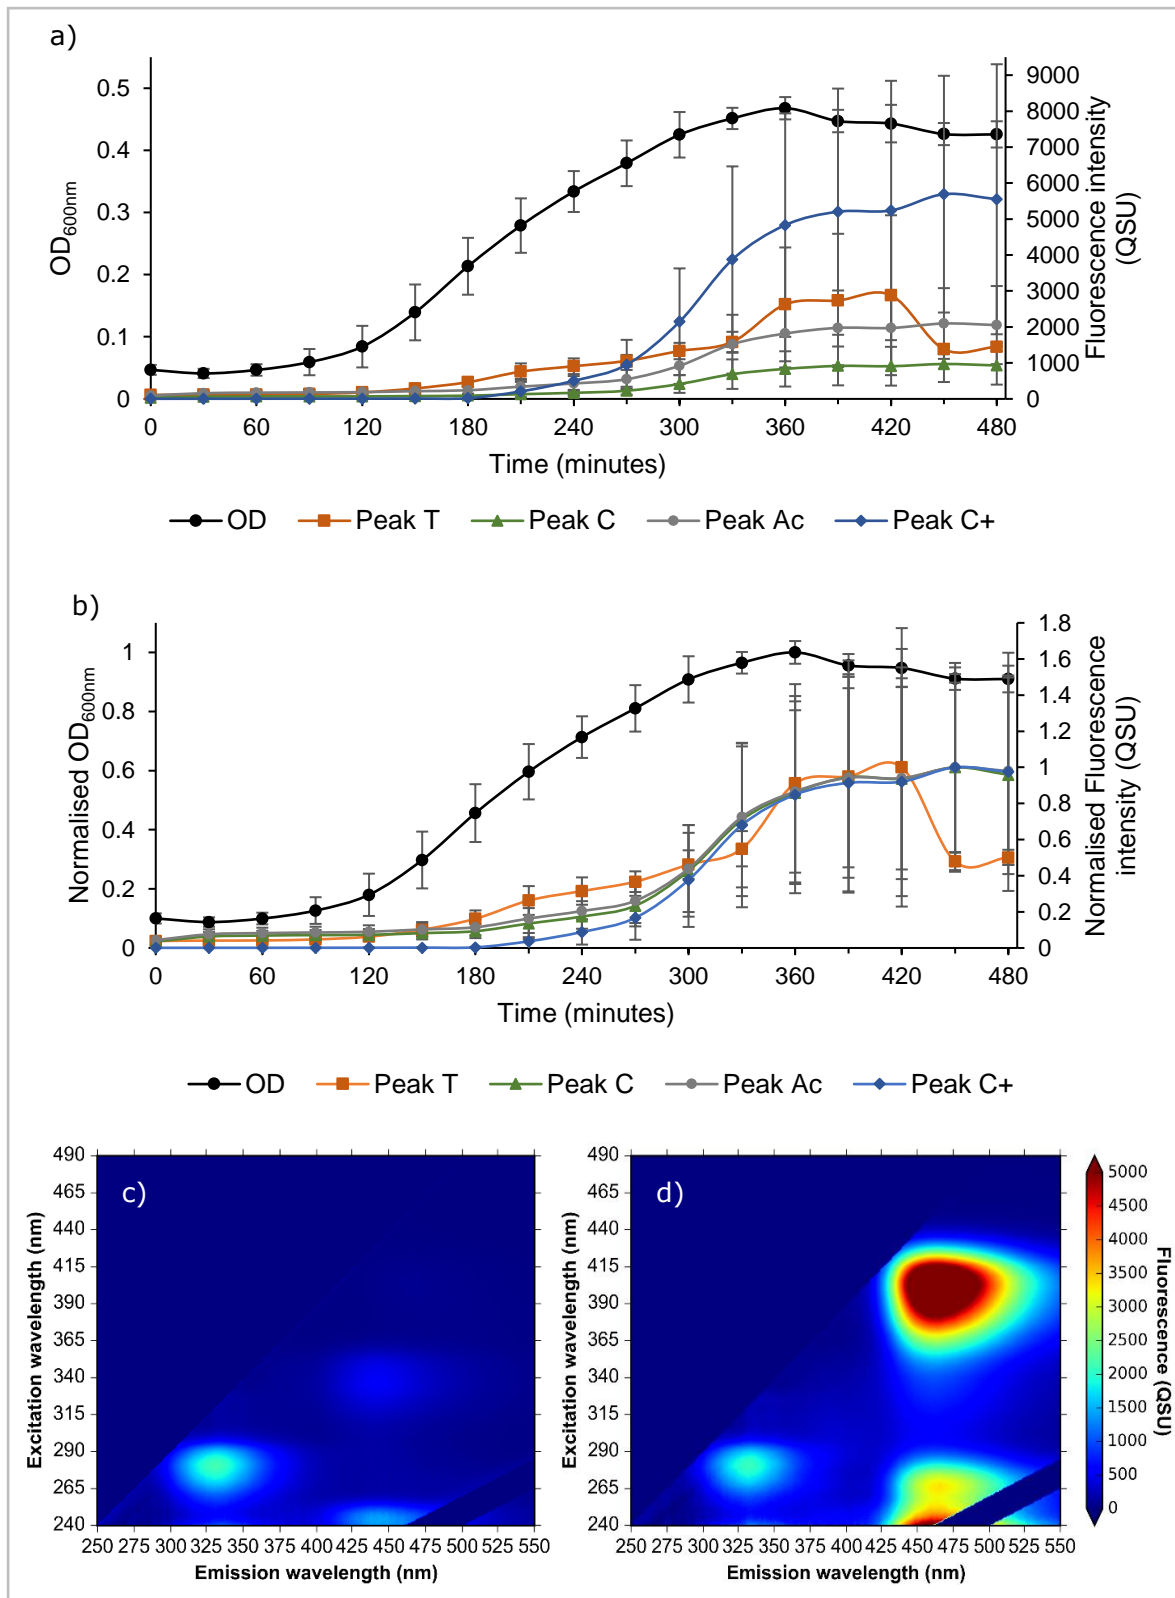 a)
OD600nm
0.5
0.4
0.3
0.2
0.1
0
9000
8000
7000
6000
5000
4000
3000
2000
1000
0
Fluorescence intensity
(QSU)
0 60 120 180 240 300 360 420 480
Time (minutes)
OD Peak T Peak C Peak Ac Peak C+
b)
Normalised OD600nm
1
0.8
0.6
0.4
0.2
0
1.8
1.6
1.4
1.2
1
0.8
0.6
0.4
0.2
0
Normalised Fluorescence
intensity (QSU)
0 60 120 180 240 300 360 420 480
Time (minutes)
OD Peak T Peak C Peak Ac Peak C+
c)
Excitation wavelength (nm)
490
465
440
415
390
365
340
315
290
265
240
250 275 300 325 350 375 400 425 450 475 500 525 550
Emission wavelength (nm)
d)
Excitation wavelength (nm)
490
465
440
415
390
365
340
315
290
265
240
250 275 300 325 350 375 400 425 450 475 500 525 550
Emission wavelength (nm)
5000
4500
4000
3500
3000
2500
2000
1500
1000
500
0
Fluorescence (QSU)